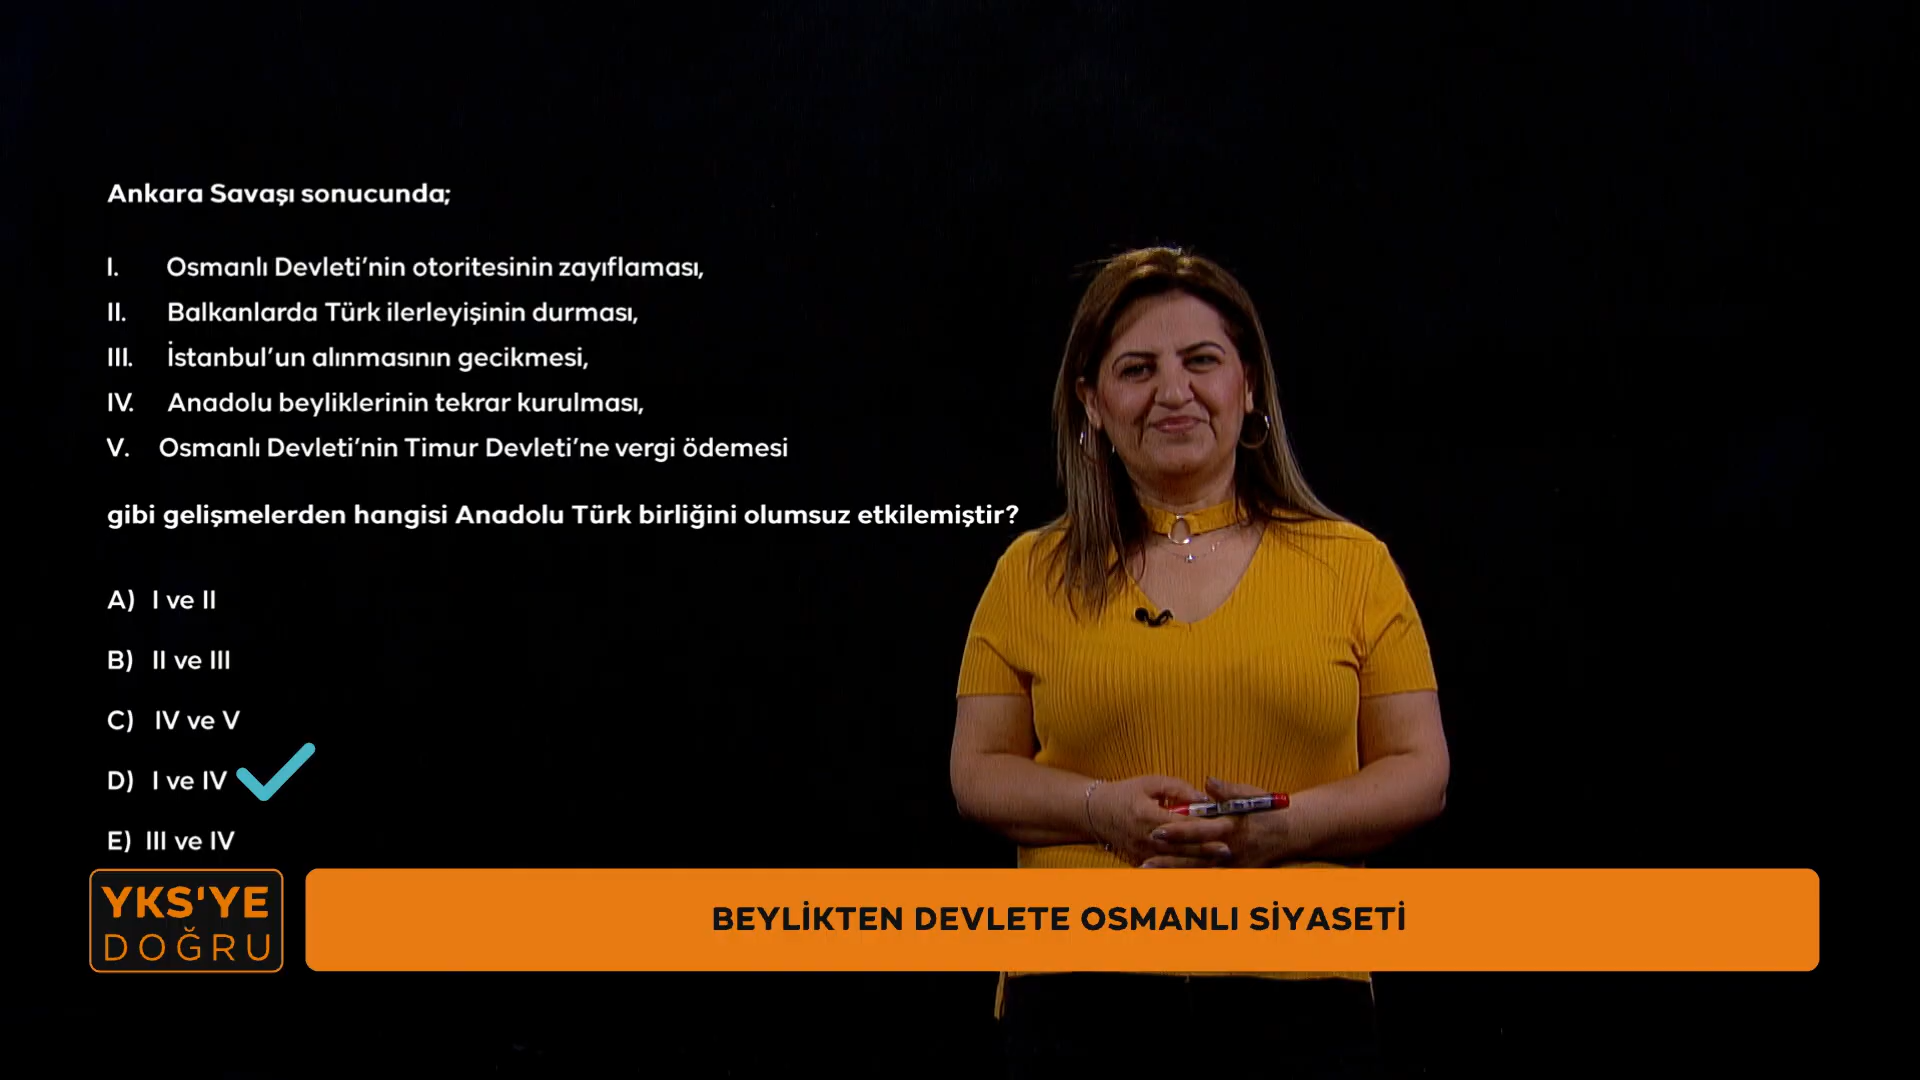 Ankara Savaşı sonucunda;
I. Osmanlı Devleti’nin otoritesinin zayıflaması,
II. Balkanlarda Türk ilerleyişinin durması,
III. İstanbul’un alınmasının gecikmesi,
IV. Anadolu beyliklerinin tekrar kurulması,
V. Osmanlı Devleti’nin Timur Devleti’ne vergi ödemesi
gibi gelişmelerden hangisi Anadolu Türk birliğini olumsuz etkilemiştir?
A) I ve II
B) II ve III
C) IV ve V
D) I ve IV
E) III ve IV
YKS'YE
DOĞRU
BEYLİKTEN DEVLETE OSMANLI SİYASETİ